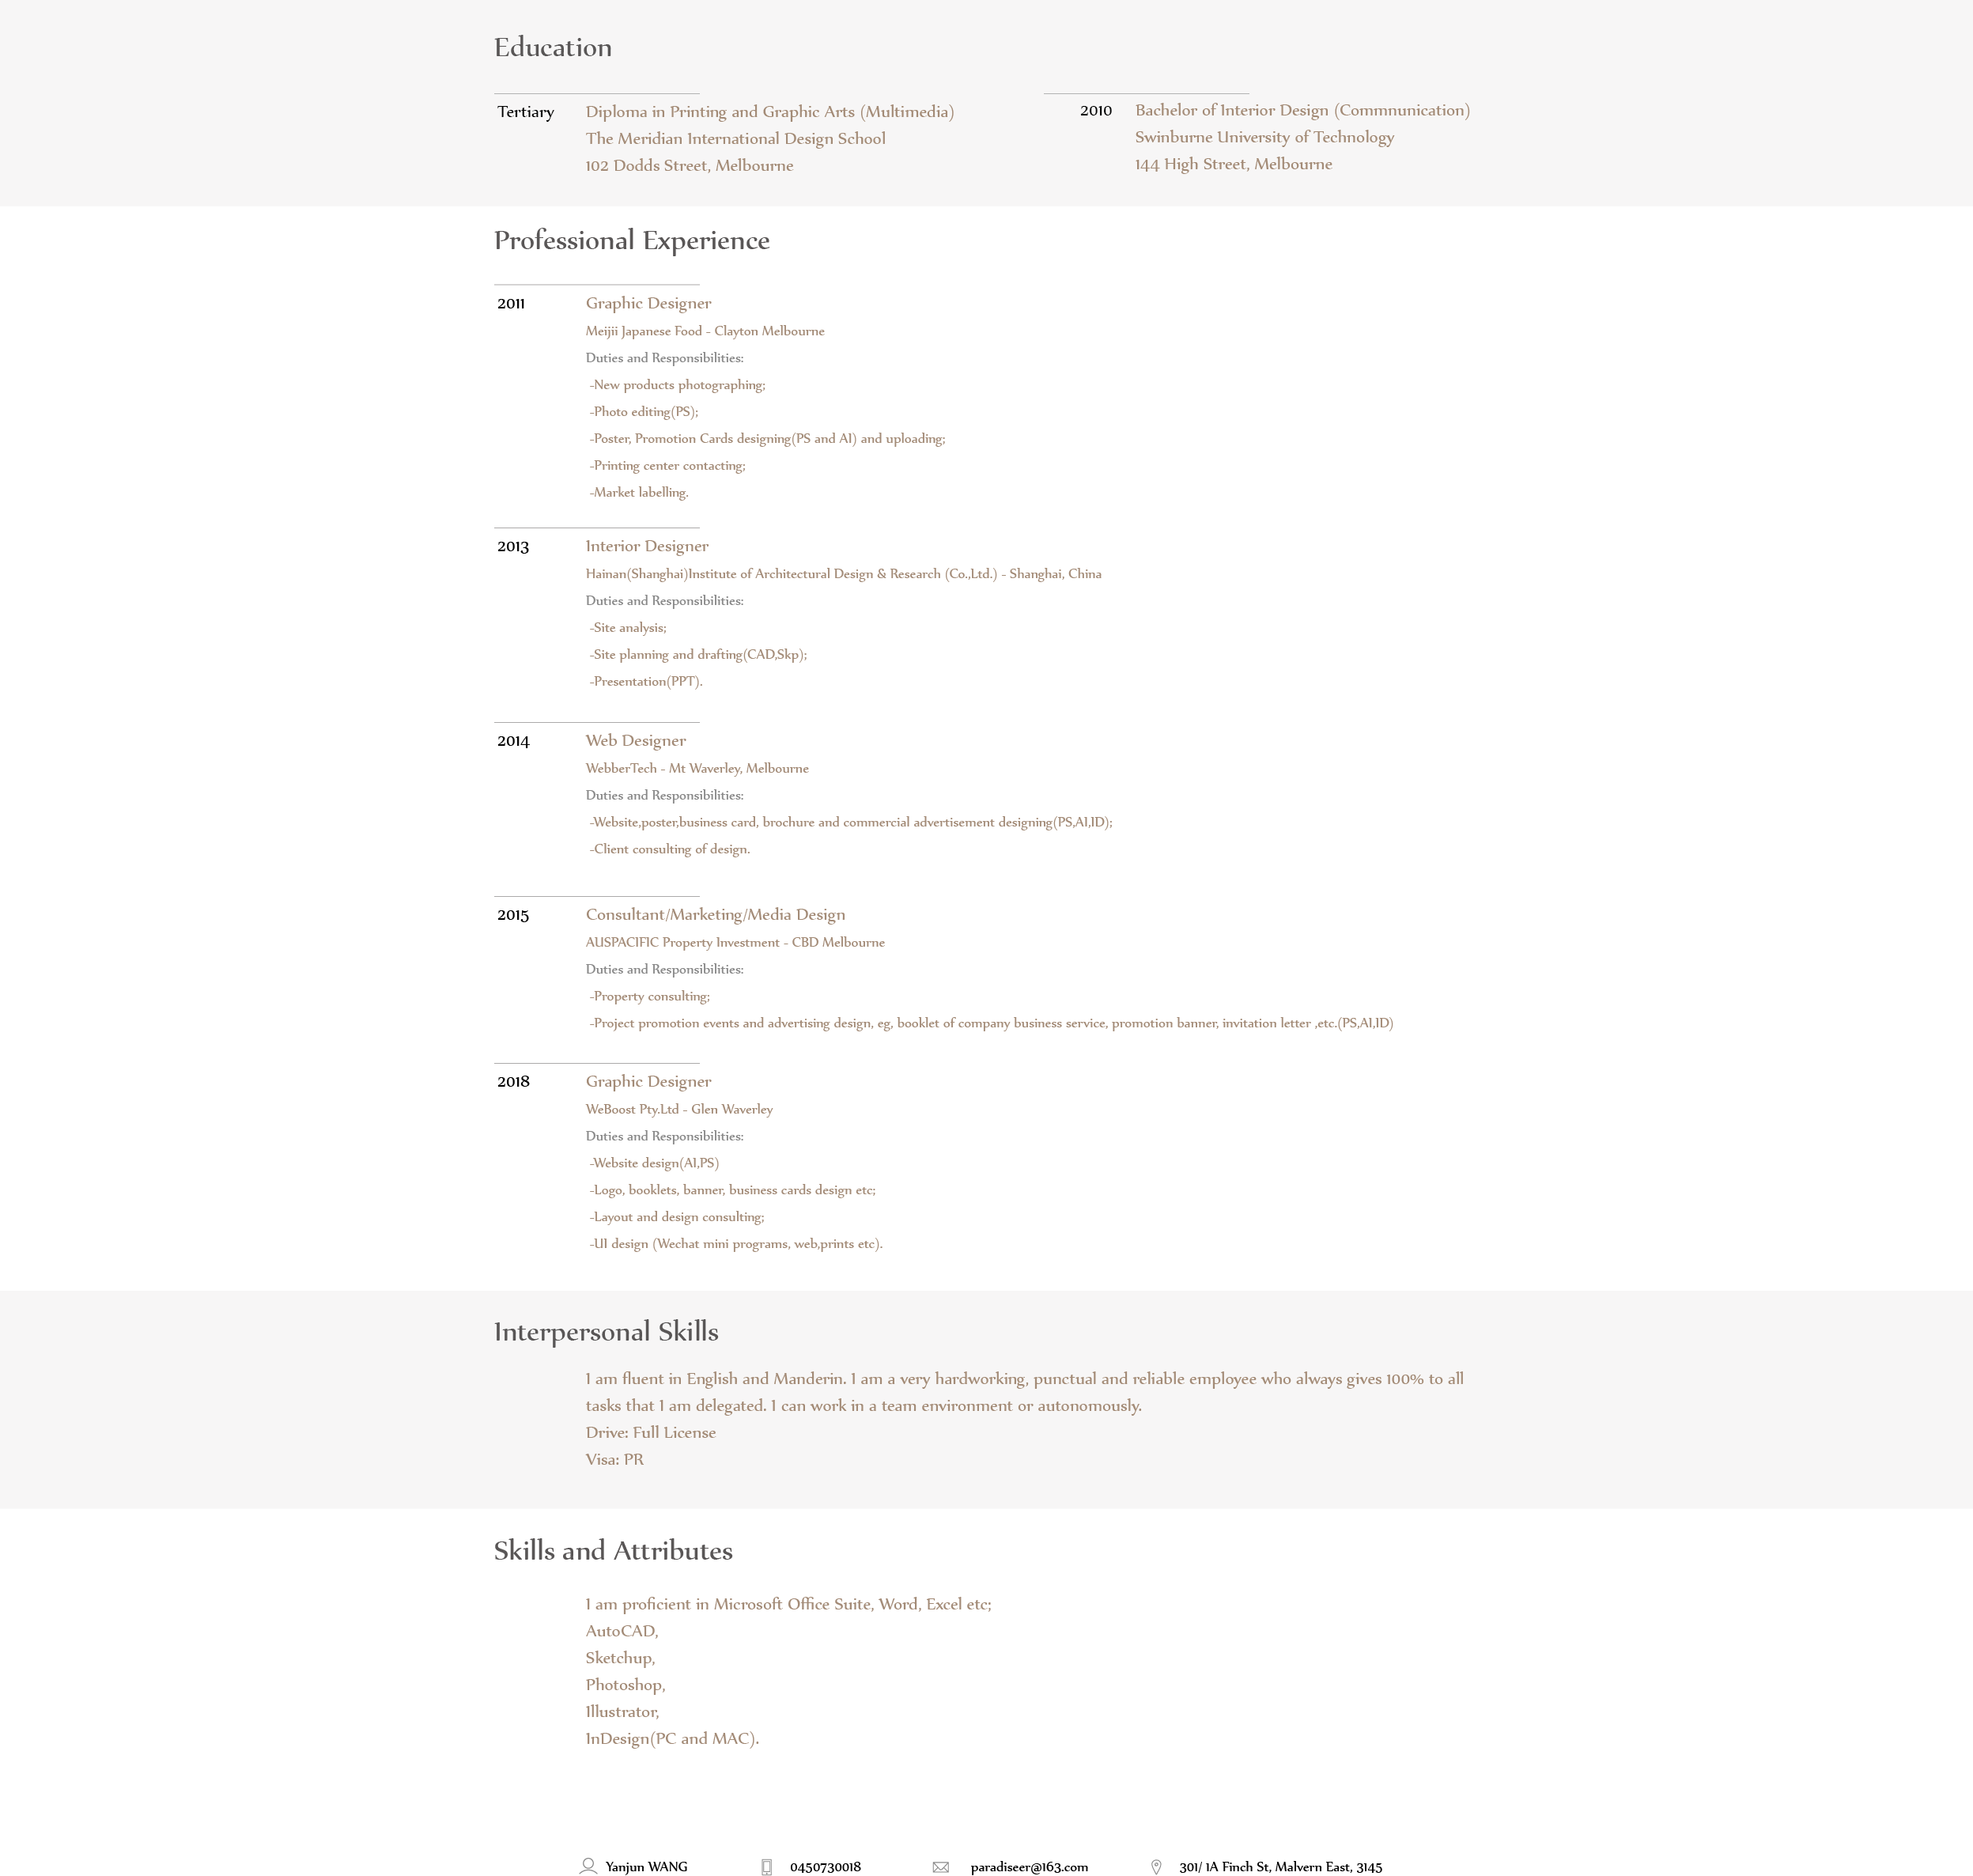 Education
Tertiary
Diploma in Printing and Graphic Arts (Multimedia)
The Meridian International Design School
102 Dodds Street, Melbourne
2010
Bachelor of Interior Design (Commnunication)
Swinburne University of Technology
144 High Street, Melbourne
Professional Experience
2011
Graphic Designer
Meijii Japanese Food - Clayton Melbourne
Duties and Responsibilities:
-New products photographing;
-Photo editing(PS);
-Poster, Promotion Cards designing(PS and AI) and uploading;
-Printing center contacting;
-Market labelling.
2013
Interior Designer
Hainan(Shanghai)Institute of Architectural Design & Research (Co.,Ltd.) - Shanghai, China
Duties and Responsibilities:
-Site analysis;
-Site planning and drafting(CAD,Skp);
-Presentation(PPT).
2014
Web Designer
WebberTech - Mt Waverley, Melbourne
Duties and Responsibilities:
-Website,poster,business card, brochure and commercial advertisement designing(PS,AI,ID);
-Client consulting of design.
2015
Consultant/Marketing/Media Design
AUSPACIFIC Property Investment - CBD Melbourne
Duties and Responsibilities:
-Property consulting;
-Project promotion events and advertising design, eg, booklet of company business service, promotion banner, invitation letter ,etc.(PS,AI,ID)
2018
Graphic Designer
WeBoost Pty.Ltd - Glen Waverley
Duties and Responsibilities:
-Website design(AI,PS)
-Logo, booklets, banner, business cards design etc;
-Layout and design consulting;
-UI design (Wechat mini programs, web,prints etc).
Interpersonal Skills
I am fluent in English and Manderin. I am a very hardworking, punctual and reliable employee who always gives 100% to all
tasks that I am delegated. I can work in a team environment or autonomously.
Drive: Full License
Visa: PR
Skills and Attributes
I am proficient in Microsoft Office Suite, Word, Excel etc;
AutoCAD,
Sketchup,
Photoshop,
Illustrator,
InDesign(PC and MAC).
Yanjun WANG
0450730018
paradiseer@163.com
301/ 1A Finch St, Malvern East, 3145